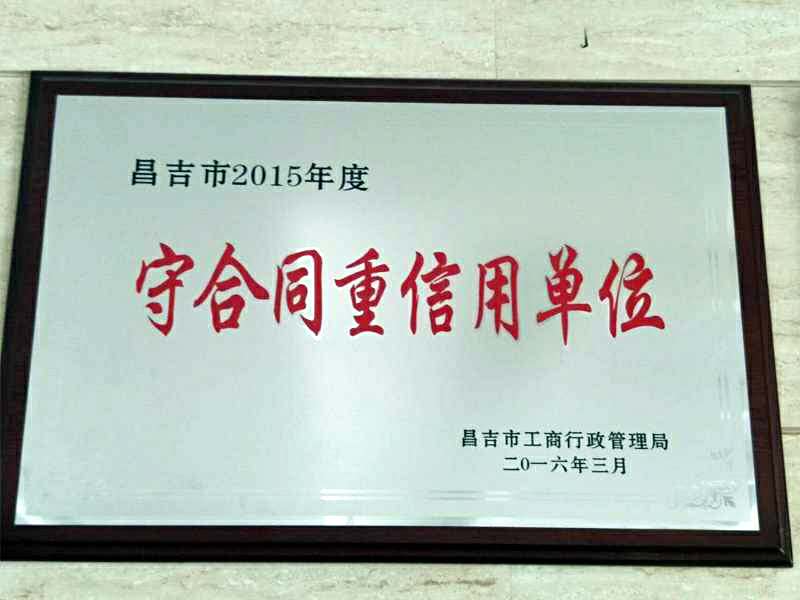 昌吉市2015年度
守合同重信用单位
昌吉市工商行政管理局
二0一六年三月